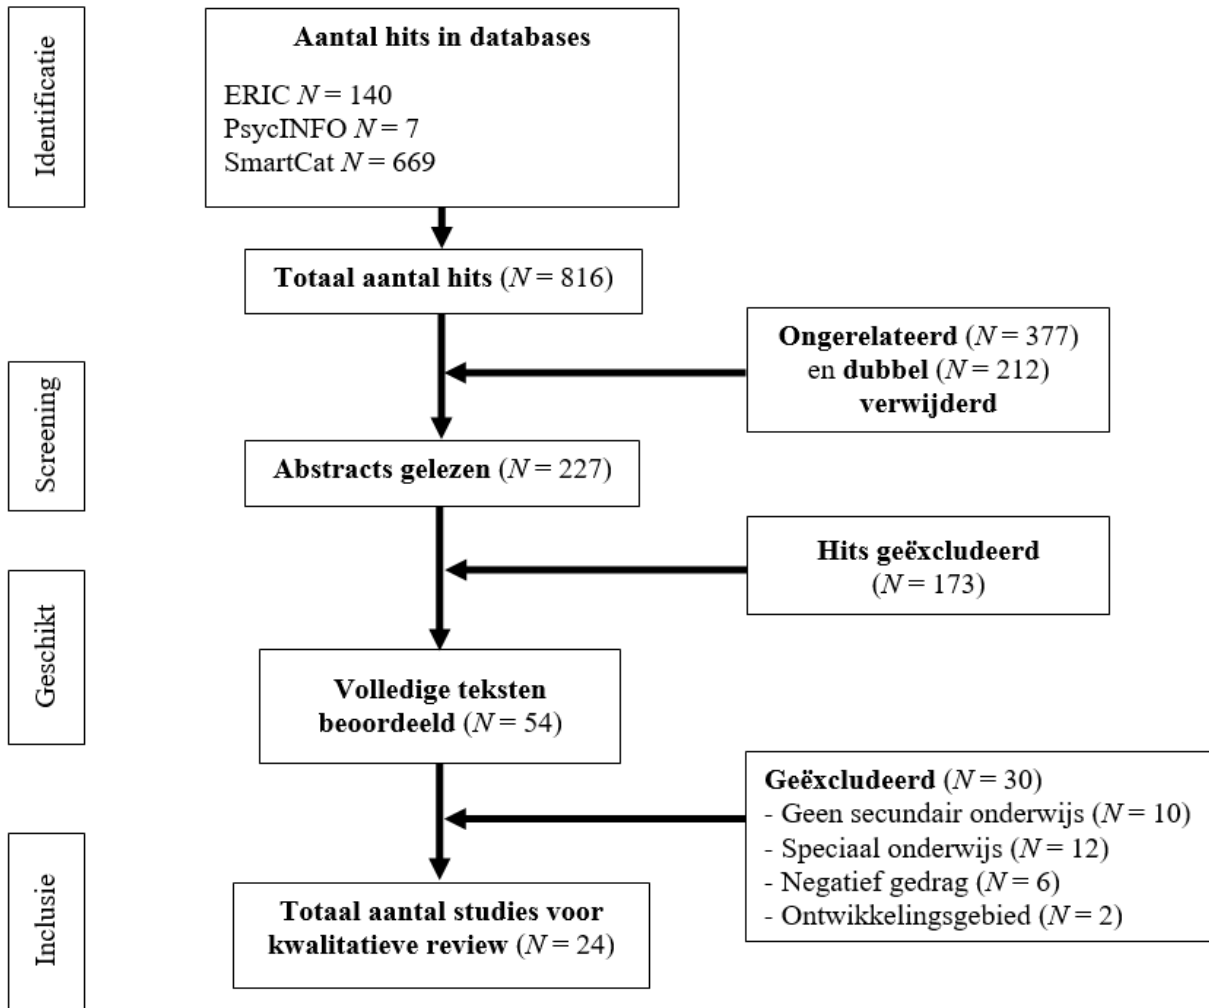 Identificatie
Aantal hits in databases
ERIC N = 140
PsycINFO N = 7
SmartCat N = 669
Totaal aantal hits (N = 816)
Ongerelateerd (N = 377)
en dubbel (N = 212)
verwijderd
Screening
Abstracts gelezen (N = 227)
Hits geëxcludeerd
(N = 173)
Geschikt
Volledige teksten
beoordeeld (N = 54)
Geëxcludeerd (N = 30)
- Geen secundair onderwijs (N = 10)
- Speciaal onderwijs (N = 12)
- Negatief gedrag (N = 6)
- Ontwikkelingsgebied (N = 2)
Inclusie
Totaal aantal studies voor
kwalitatieve review (N = 24)